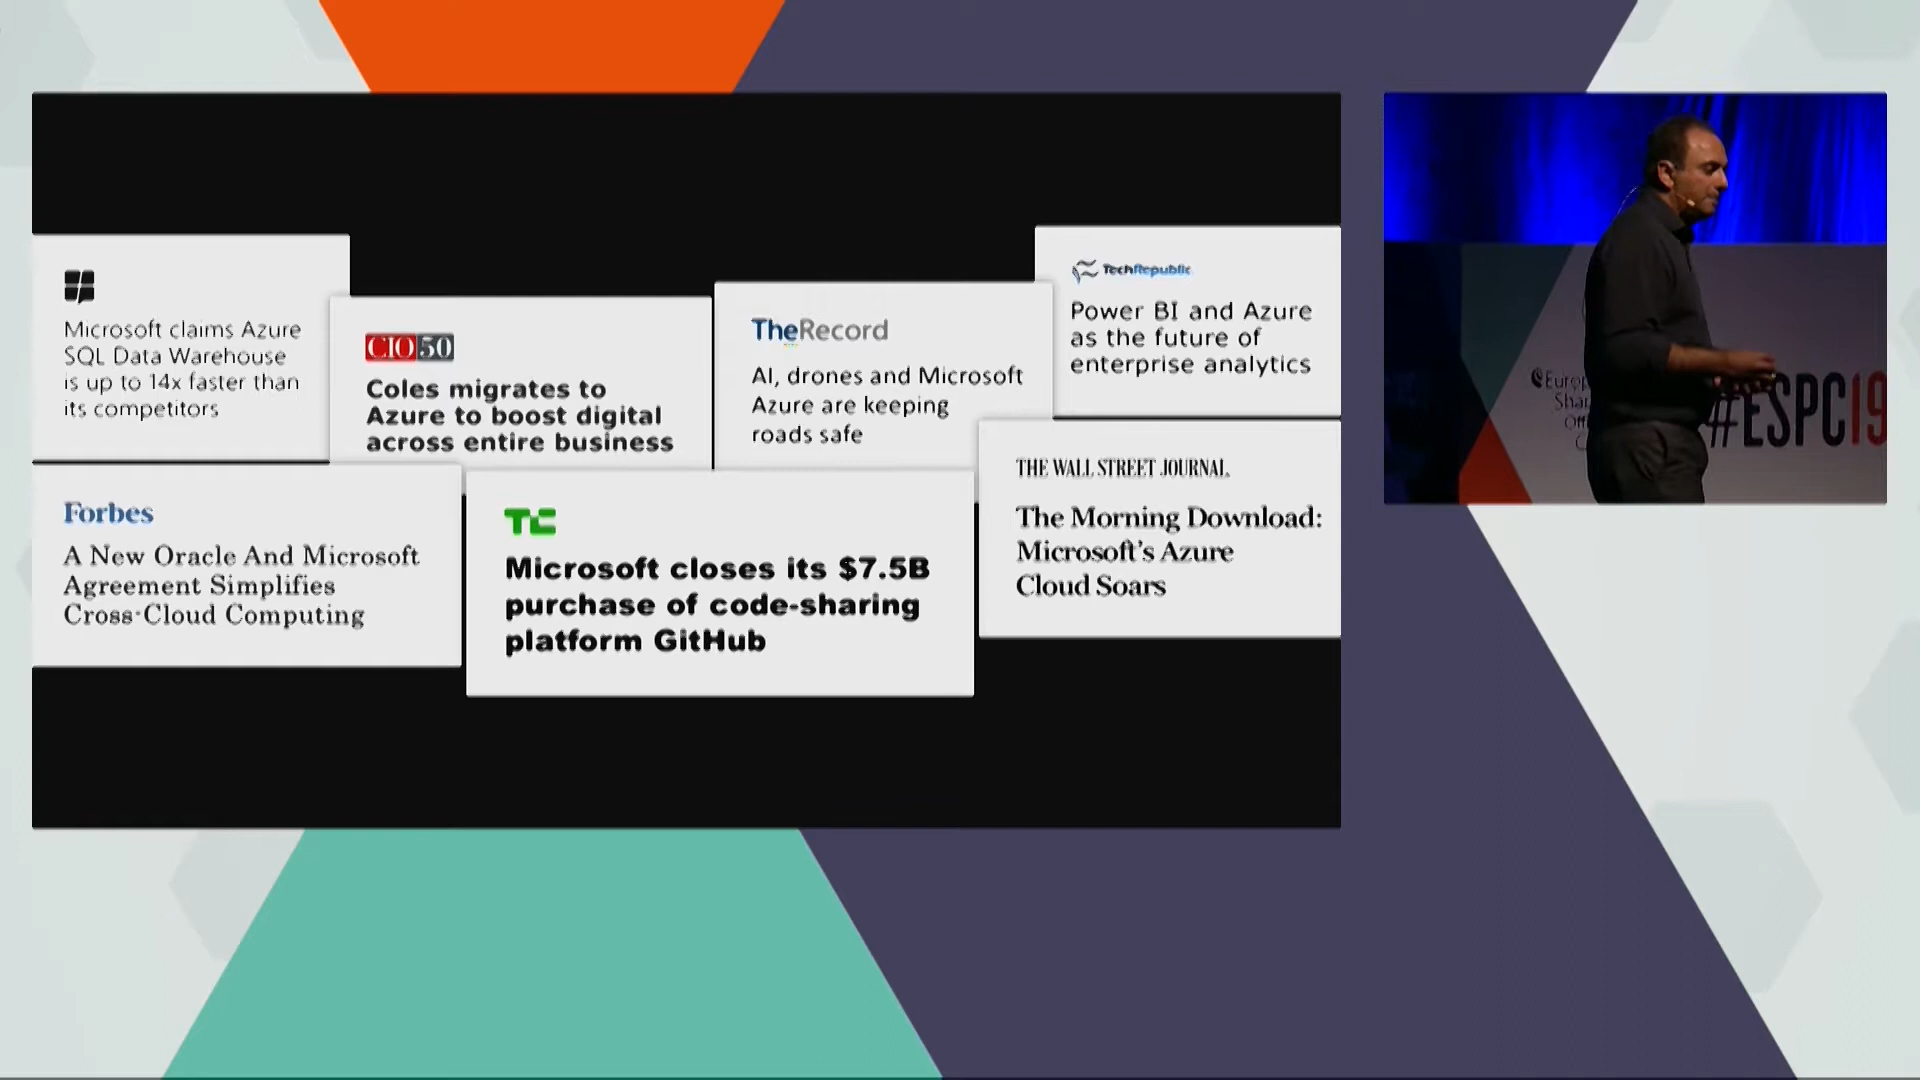 Microsoft claims Azure
SQL Data Warehouse
is up to 14x faster than
its competitors
CIO50
Coles migrates to
Azure to boost digital
across entire business
TheRecord
AI, drones and Microsoft
Azure are keeping
roads safe
TechRepublic
Power BI and Azure
as the future of
enterprise analytics
Forbes
A New Oracle And Microsoft
Agreement Simplifies
Cross-Cloud Computing
TC
Microsoft closes its $7.5B
purchase of code-sharing
platform GitHub
THE WALL STREET JOURNAL.
The Morning Download:
Microsoft's Azure
Cloud Soars
#ESPC19